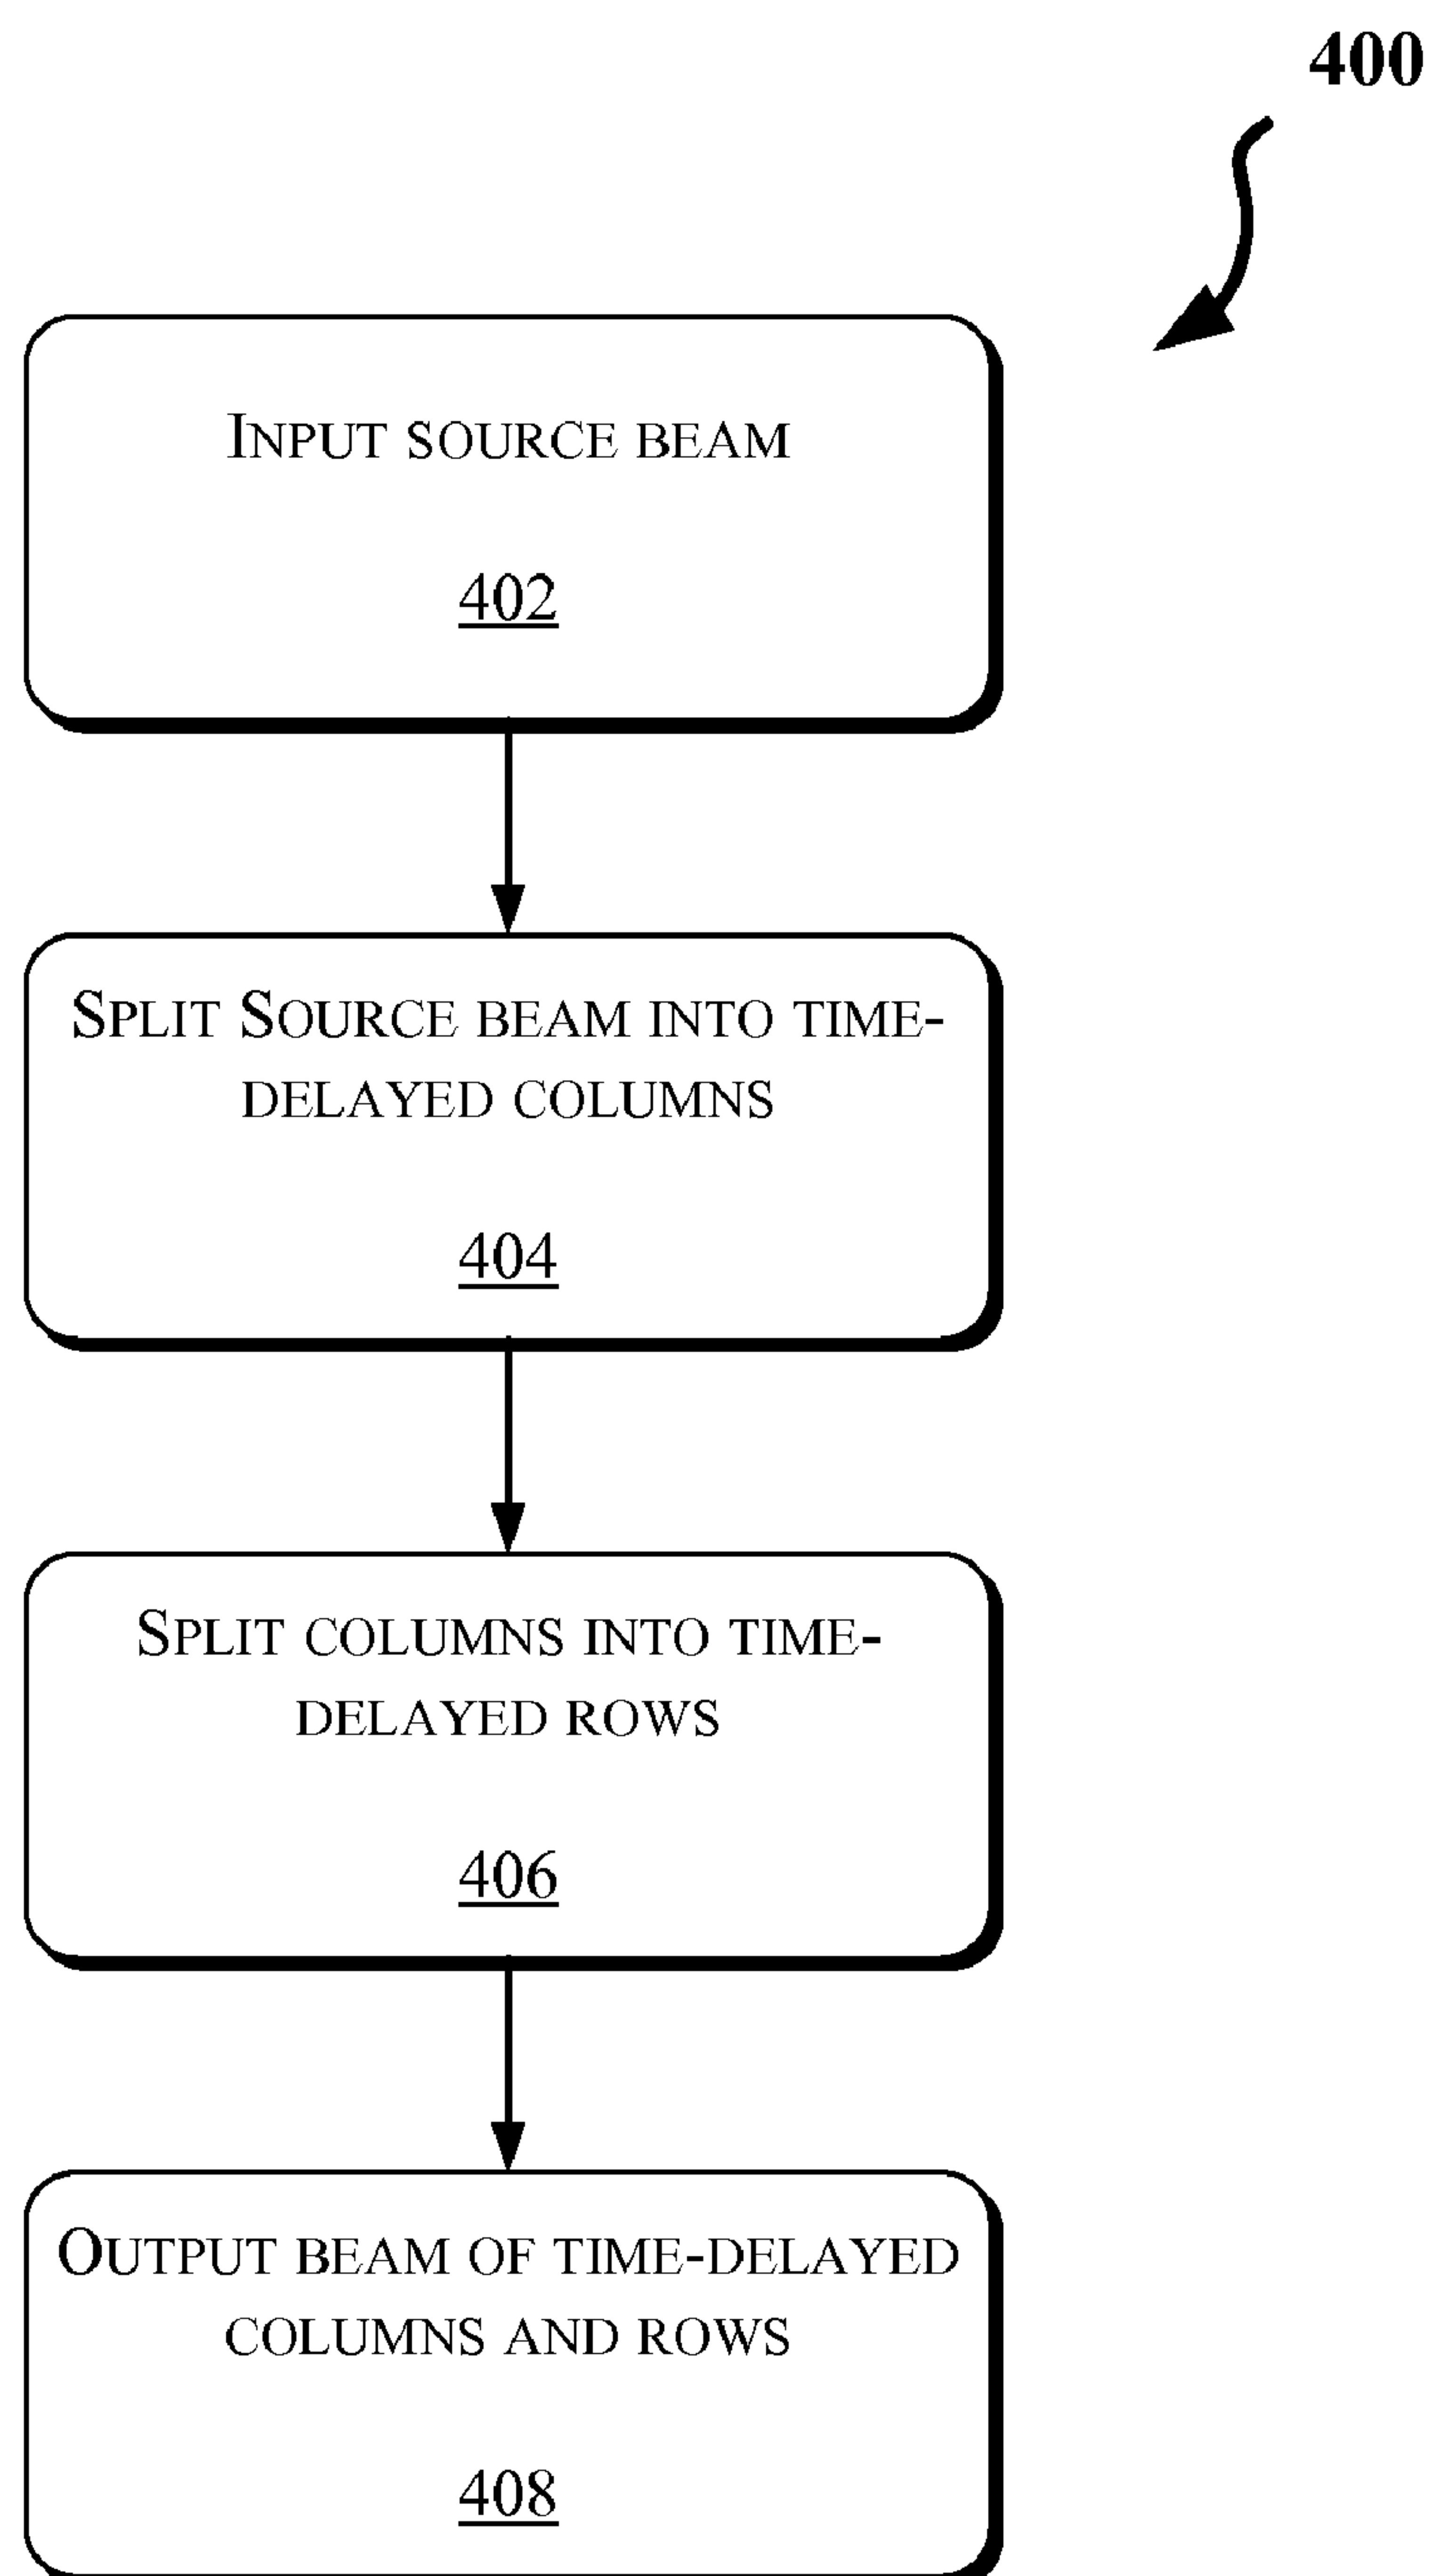 400
Input source beam
402
Split Source beam into time-
delayed columns
404
Split columns into time-
delayed rows
406
Output beam of time-delayed
columns and rows
408